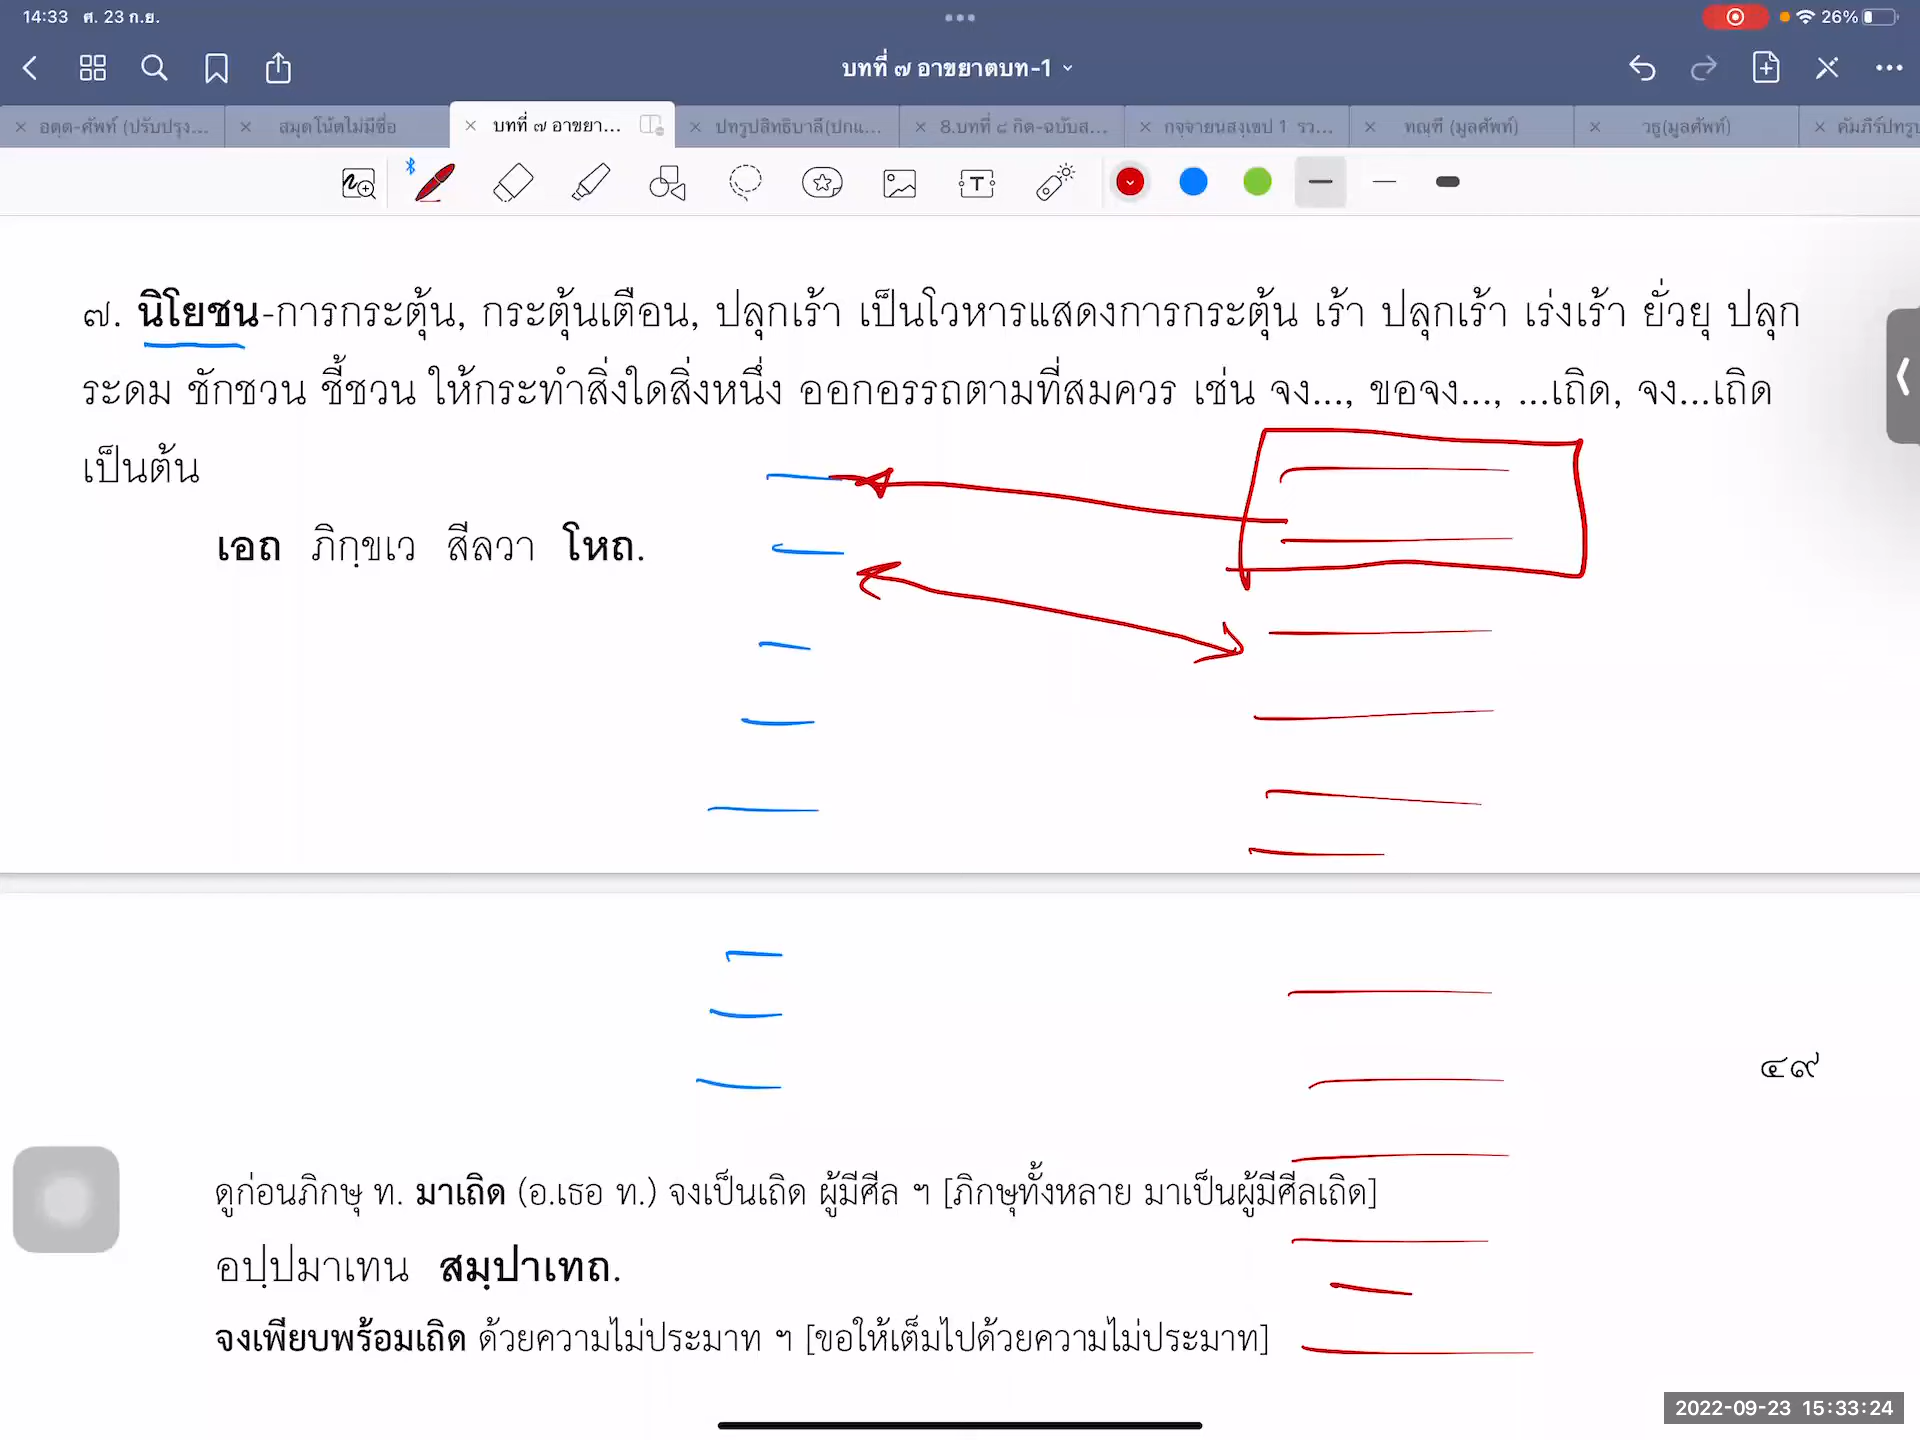 14:33 ศ. 23 ก.ย.
26%
บทที่ ๗ อาขยาตบท-1
อตฺต-ศัพท์ (ปรับปรุง...
สมุดโน้ตไม่มีชื่อ
บทที่ ๗ อาขยา...
ปทรูปสิทธิบาลี(ปกแ...
8.บทที่ ๘ กิต-ฉบับส...
กจฺจายนสงฺเขป 1 รว...
ทณฺฑี (มูลศัพท์)
วธู(มูลศัพท์)
คัมภีร์ปทรูป
๗. นิโยชน-การกระตุ้น, กระตุ้นเตือน, ปลุกเร้า เป็นโวหารแสดงการกระตุ้น เร้า ปลุกเร้า เร่งเร้า ยั่วยุ ปลุก
ระดม ชักชวน ชี้ชวน ให้กระทำสิ่งใดสิ่งหนึ่ง ออกอรรถตามที่สมควร เช่น จง..., ขอจง..., ...เถิด, จง...เถิด
เป็นต้น
เอถ ภิกฺขเว สีลวา โหถ.
๔๙
ดูก่อนภิกษุ ท. มาเถิด (อ.เธอ ท.) จงเป็นเถิด ผู้มีศีล ฯ [ภิกษุทั้งหลาย มาเป็นผู้มีศีลเถิด]
อปฺปมาเทน สมฺปาเทถ.
จงเพียบพร้อมเถิด ด้วยความไม่ประมาท ฯ [ขอให้เต็มไปด้วยความไม่ประมาท]
2022-09-23 15:33:24